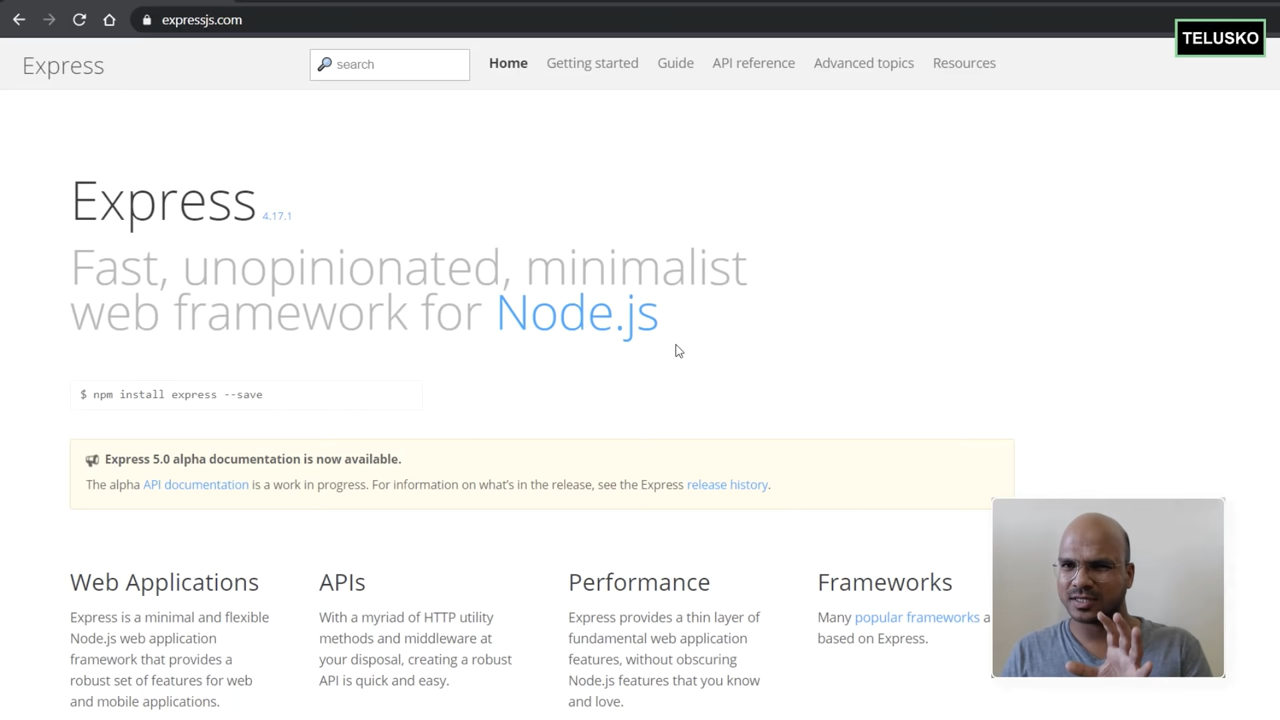 expressjs.com
TELUSKO
Express
search
Home
Getting started
Guide
API reference
Advanced topics
Resources
Express 4.17.1
Fast, unopinionated, minimalist
web framework for Node.js
$ npm install express --save
Express 5.0 alpha documentation is now available.
The alpha API documentation is a work in progress. For information on what's in the release, see the Express release history.
Web Applications
Express is a minimal and flexible
Node.js web application
framework that provides a
robust set of features for web
and mobile applications.
APIs
With a myriad of HTTP utility
methods and middleware at
your disposal, creating a robust
API is quick and easy.
Performance
Express provides a thin layer of
fundamental web application
features, without obscuring
Node.js features that you know
and love.
Frameworks
Many popular frameworks a
based on Express.